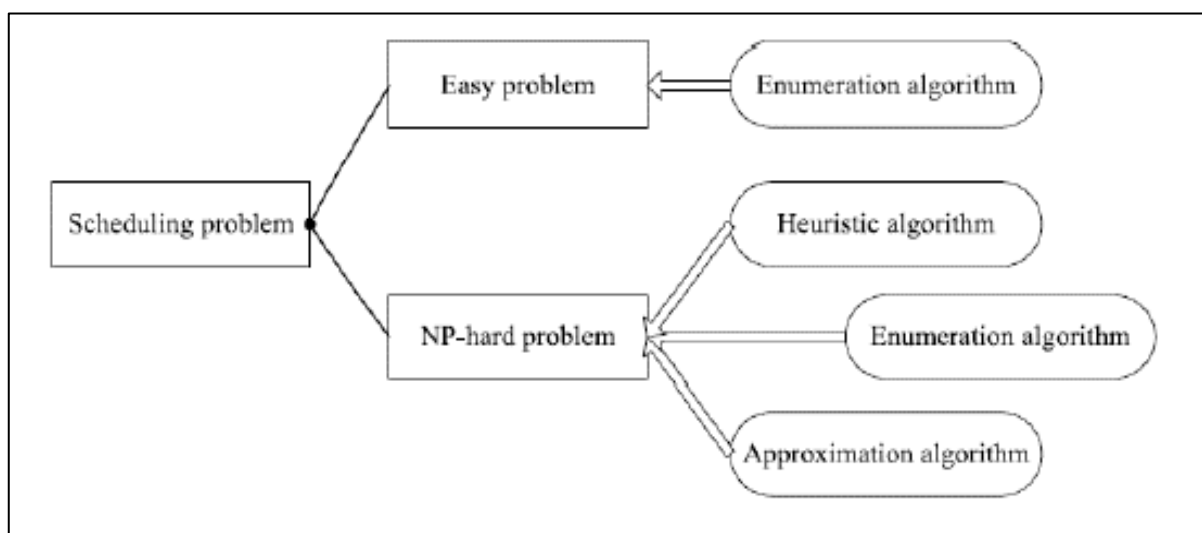 Easy problem
Enumeration algorithm
Scheduling problem
Heuristic algorithm
NP-hard problem
Enumeration algorithm
Approximation algorithm